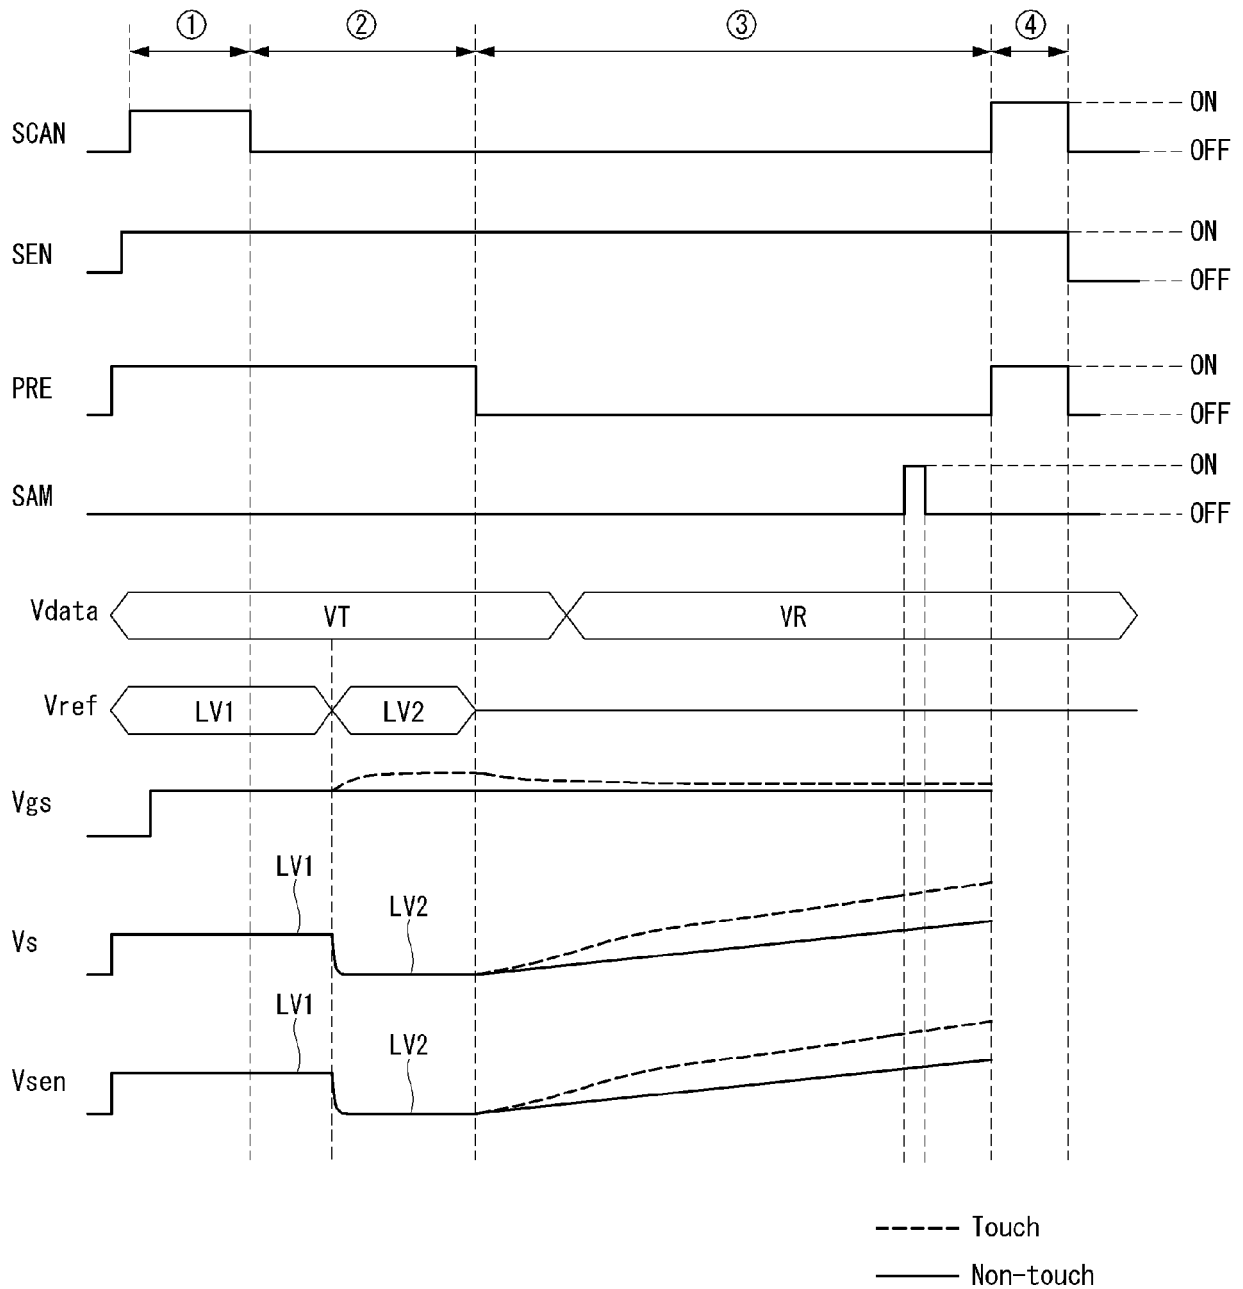 ① ② ③ ④
SCAN ON
OFF
SEN ON
OFF
PRE ON
OFF
SAM ON
OFF
Vdata VT VR
Vref LV1 LV2
Vgs
LV1
LV2
Vs
LV1
LV2
Vsen
Touch
Non-touch